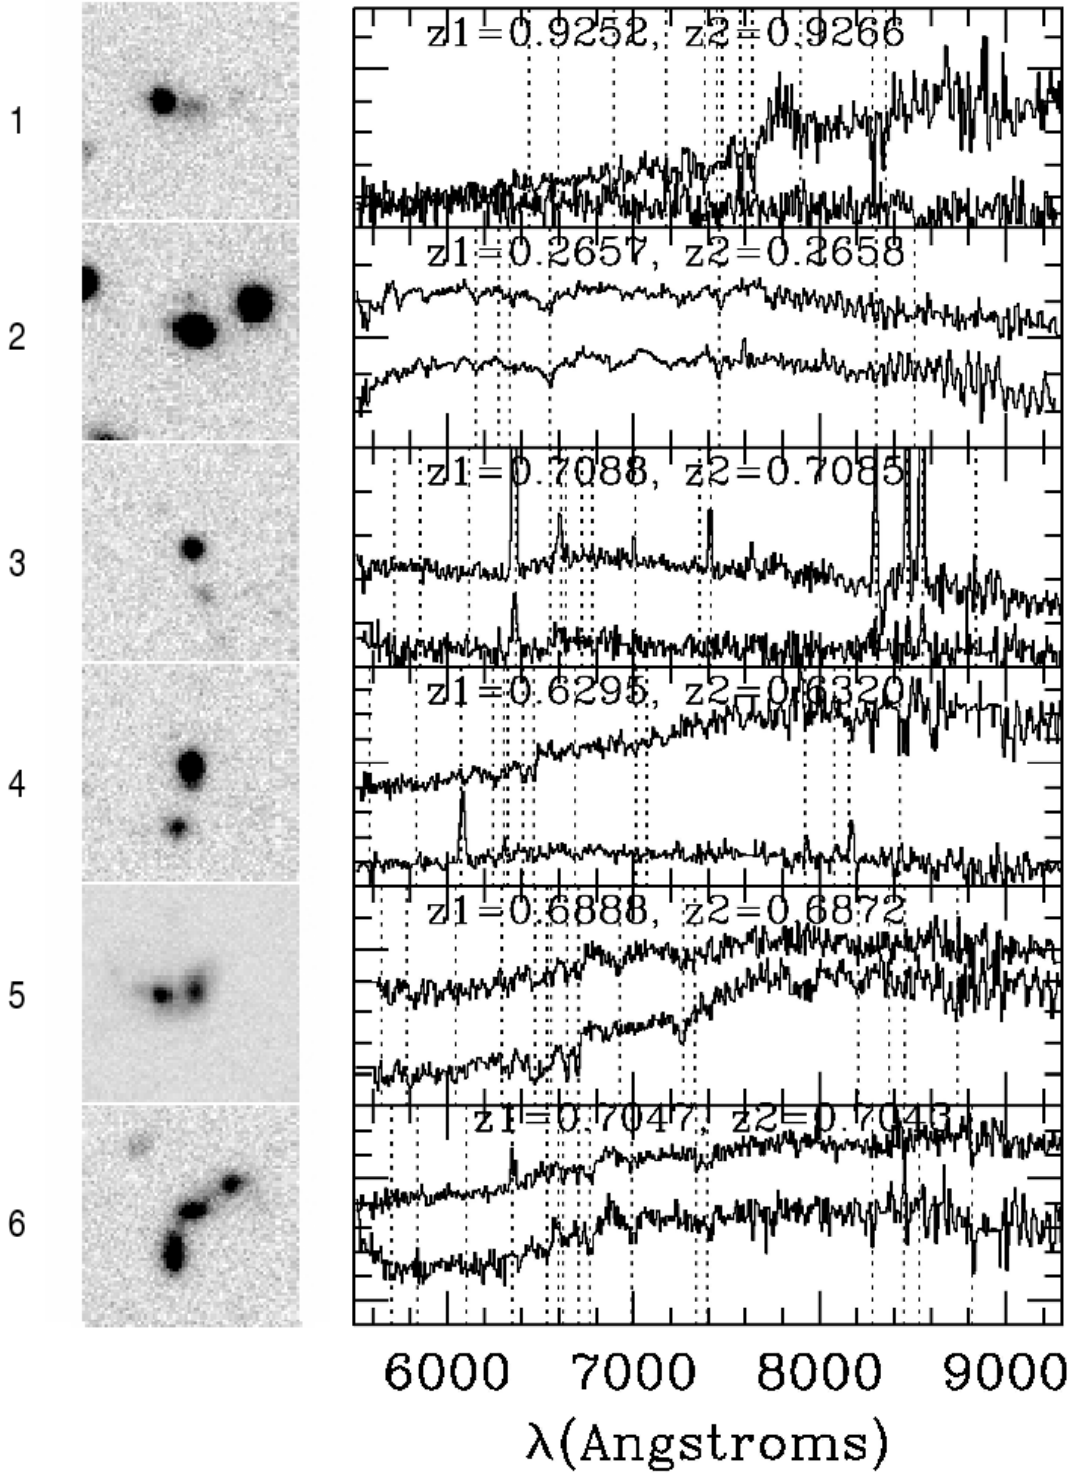 1
z1=0.9252, z2=0.9266
2
z1=0.2657, z2=0.2658
3
z1=0.7088, z2=0.7085
4
z1=0.6295, z2=0.6320
5
z1=0.6888, z2=0.6872
6
z1=0.7047, z2=0.7043
6000 7000 8000 9000
λ(Angstroms)